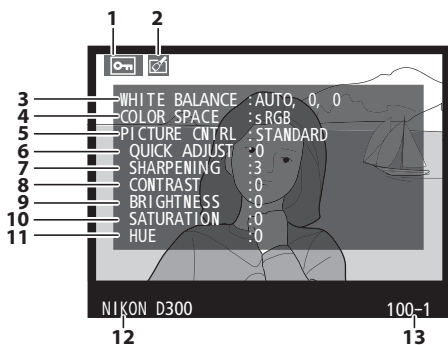 1 2
3 WHITE BALANCE :AUTO, 0, 0
4 COLOR SPACE :sRGB
5 PICTURE CNTRL :STANDARD
6 QUICK ADJUST :0
7 SHARPENING :3
8 CONTRAST :0
9 BRIGHTNESS :0
10 SATURATION :0
11 HUE :0
NIKON D300 100-1
12 13